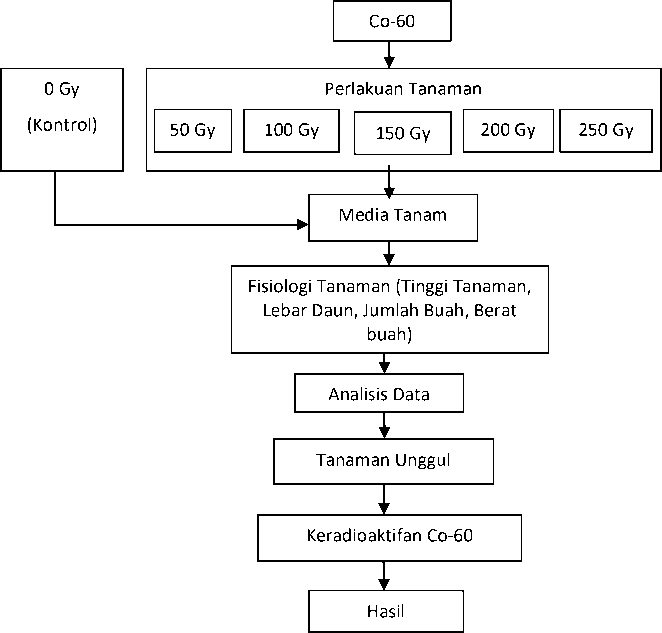 Co-60
0 Gy
(Kontrol)
Perlakuan Tanaman
50 Gy
100 Gy
150 Gy
200 Gy
250 Gy
Media Tanam
Fisiologi Tanaman (Tinggi Tanaman,
Lebar Daun, Jumlah Buah, Berat
buah)
Analisis Data
Tanaman Unggul
Keradioaktifan Co-60
Hasil